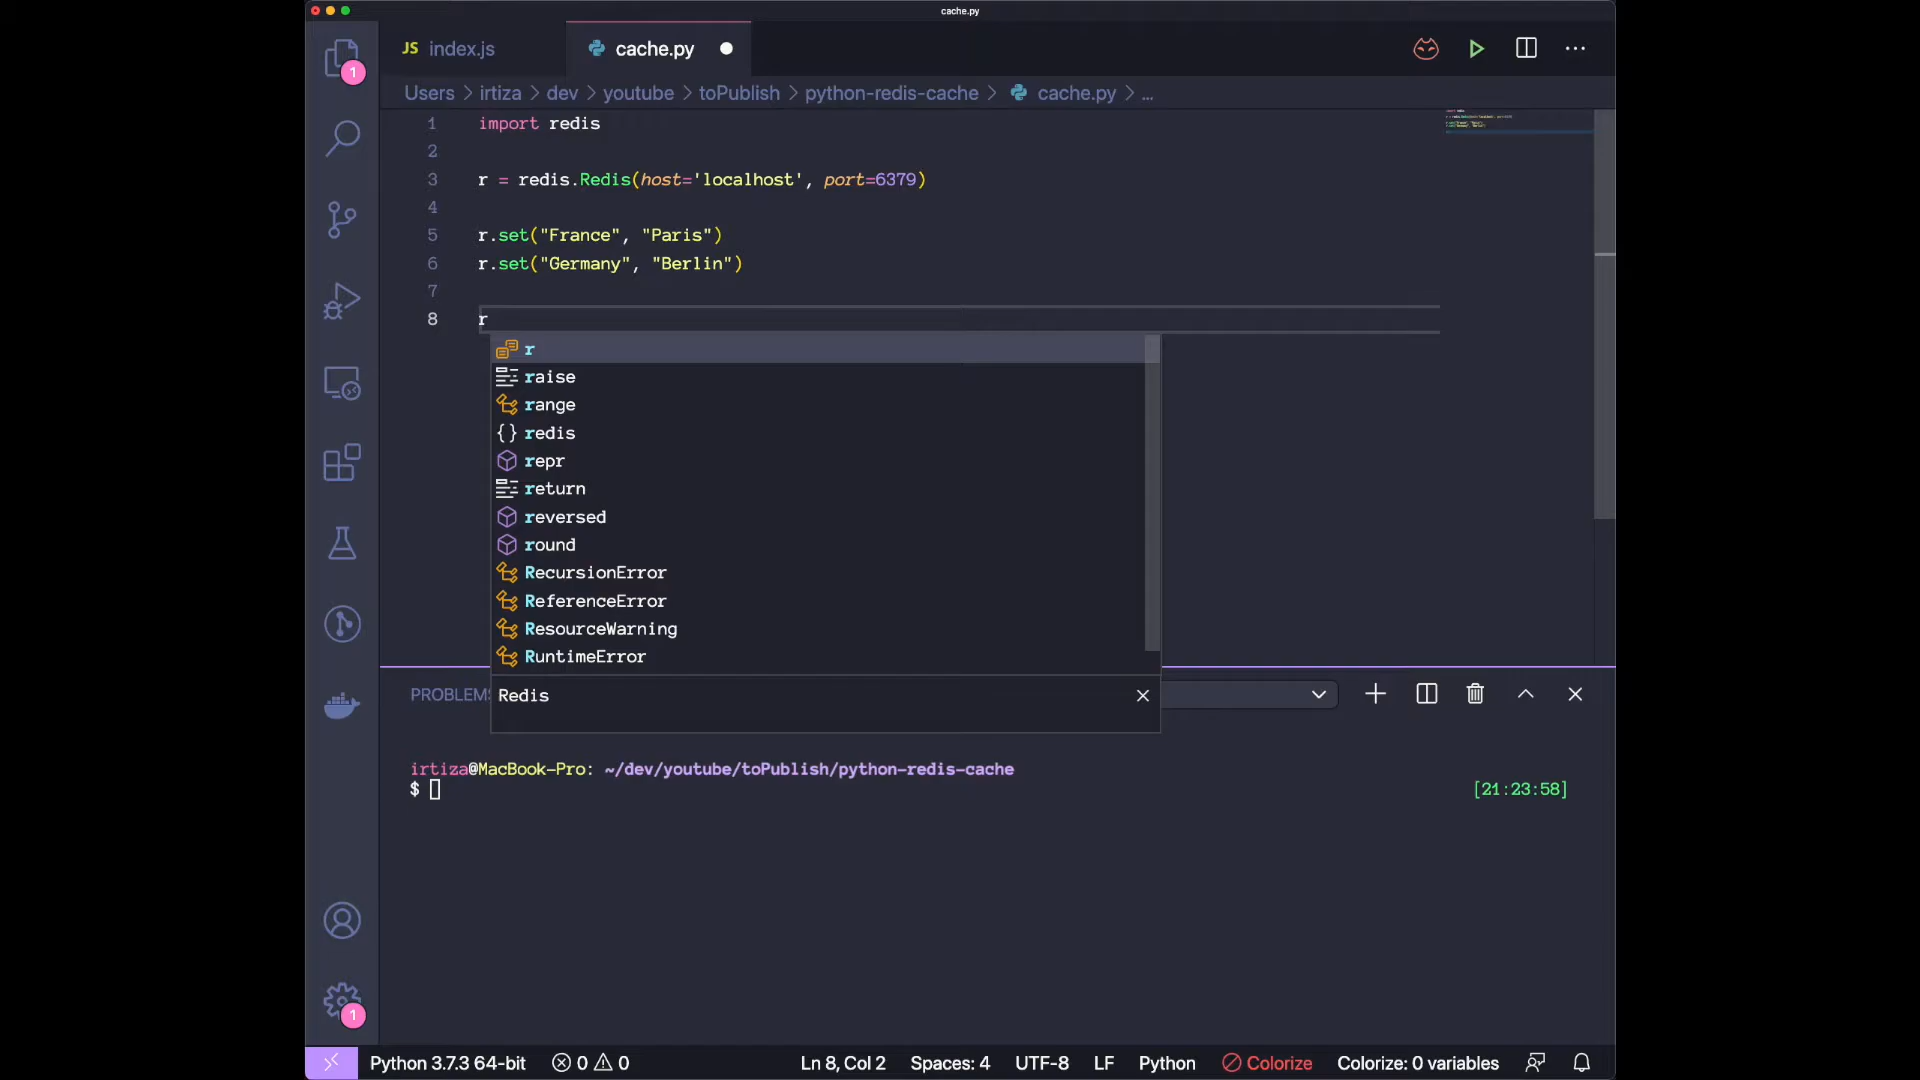 cache.py
JS index.js
cache.py
Users > irtiza > dev > youtube > toPublish > python-redis-cache > cache.py > ...
1 import redis
2
3 r = redis.Redis(host='localhost', port=6379)
4
5 r.set("France", "Paris")
6 r.set("Germany", "Berlin")
7
8 r
r
raise
range
{} redis
repr
return
reversed
round
RecursionError
ReferenceError
ResourceWarning
RuntimeError
Redis
PROBLEMS
irtiza@MacBook-Pro: ~/dev/youtube/toPublish/python-redis-cache
$ [21:23:58]
1
1
Python 3.7.3 64-bit 0 0 Ln 8, Col 2 Spaces: 4 UTF-8 LF Python Colorize Colorize: 0 variables